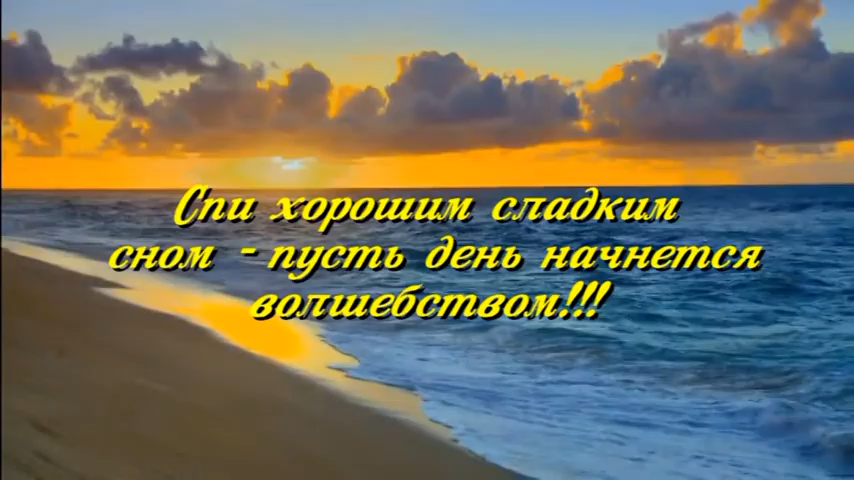 Спи хорошим сладким
сном - пусть день начнется
волшебством!!!